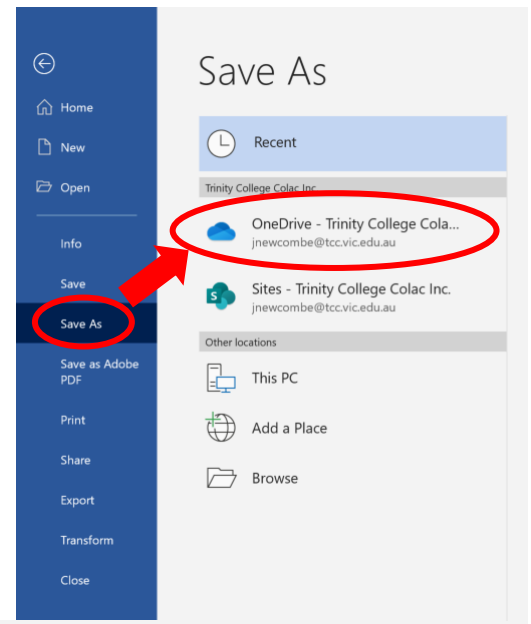 Save As
Home
New
Open
Info
Save
Save As
Save as Adobe
PDF
Print
Share
Export
Transform
Close
Recent
Trinity College Colac Inc.
OneDrive - Trinity College Cola...
jnewcombe@tcc.vic.edu.au
Sites - Trinity College Colac Inc.
jnewcombe@tcc.vic.edu.au
Other locations
This PC
Add a Place
Browse